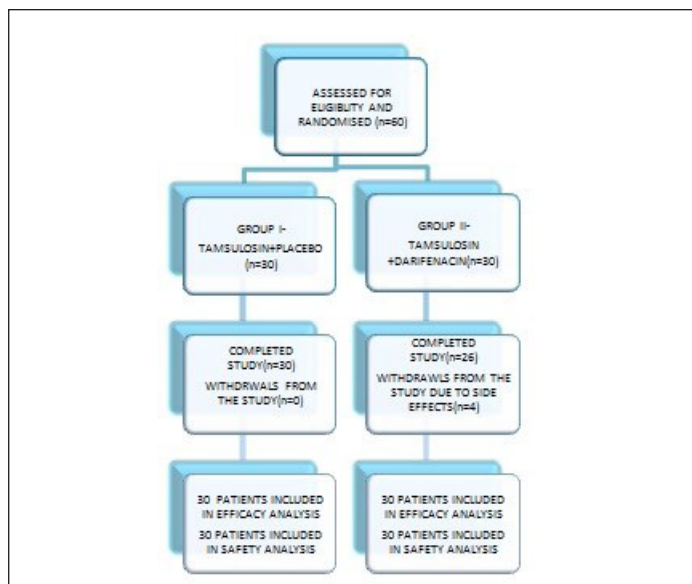 ASSESSED FOR
ELIGIBLITY AND
RANDOMISED (n=60)
GROUP I-
TAMSULOSIN+PLACEBO
(n=30)
GROUP II-
TAMSULOSIN
+DARIFENACIN(n=30)
COMPLETED
STUDY(n=30)
WITHDRWALS FROM
THE STUDY(n=0)
COMPLETED
STUDY(n=26)
WITHDRAWLS FROM THE
STUDY DUE TO SIDE
EFFECTS(n=4)
30 PATIENTS INCLUDED
IN EFFICACY ANALYSIS
30 PATIENTS INCLUDED
IN SAFETY ANALYSIS
30 PATIENTS INCLUDED
IN EFFICACY ANALYSIS
30 PATIENTS INCLUDED
IN SAFETY ANALYSIS